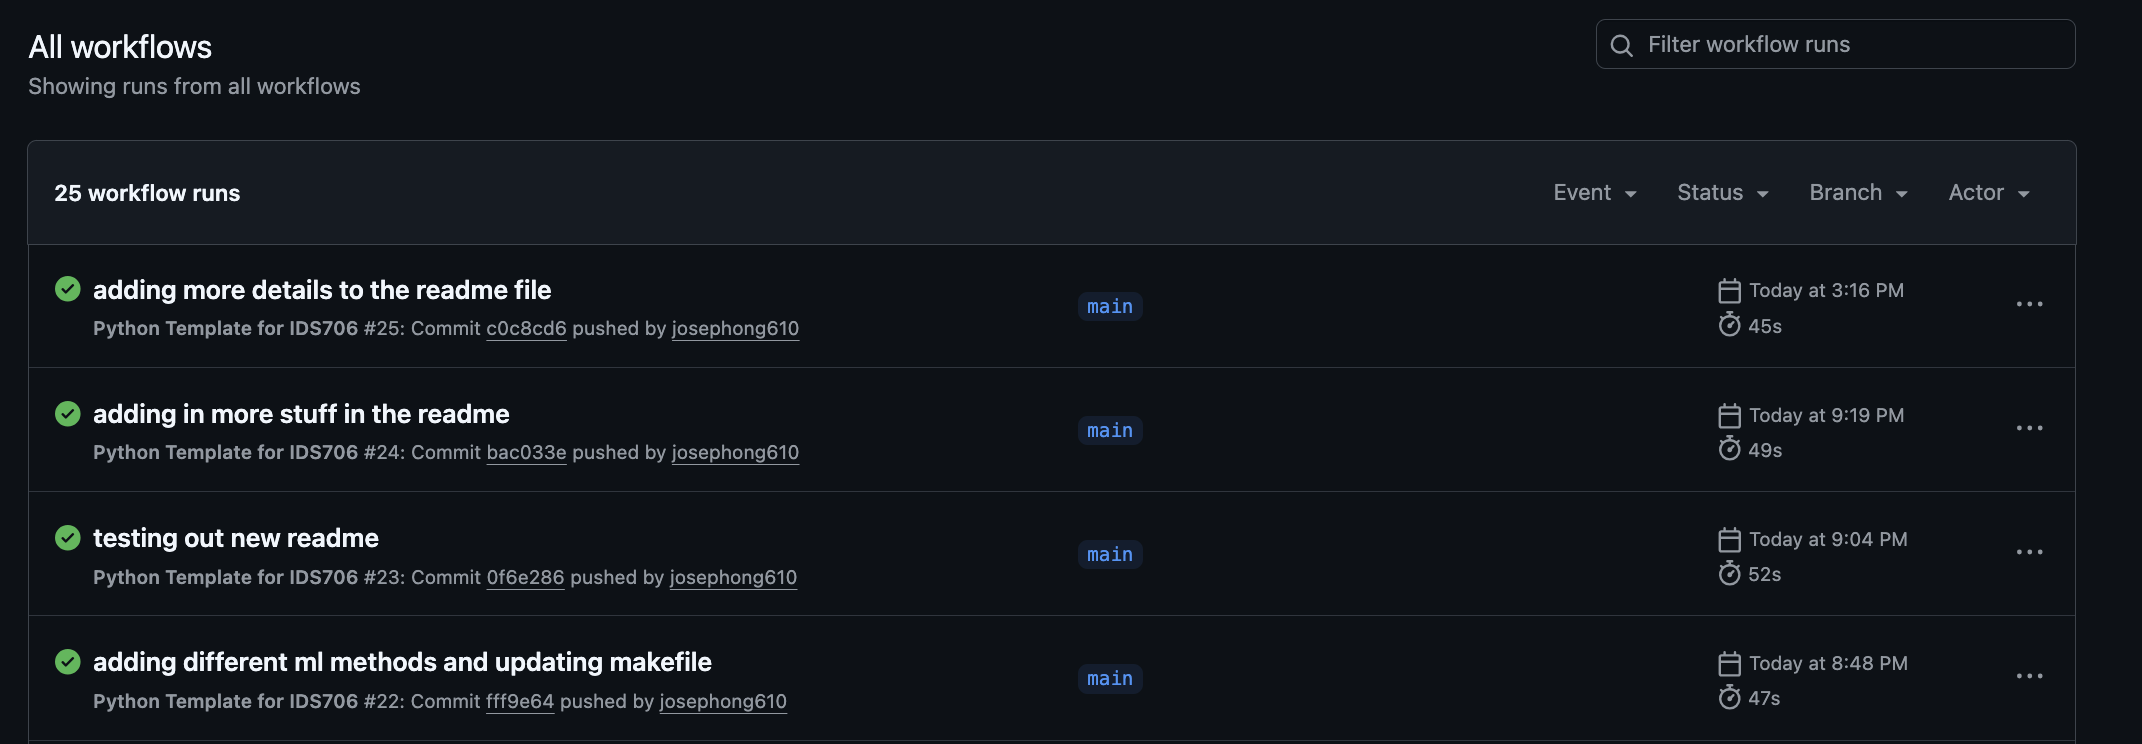 All workflows
Filter workflow runs
Showing runs from all workflows
25 workflow runs
Event
Status
Branch
Actor
adding more details to the readme file
Python Template for IDS706 #25: Commit c0c8cd6 pushed by josephong610
main
Today at 3:16 PM
45s
adding in more stuff in the readme
Python Template for IDS706 #24: Commit bac033e pushed by josephong610
main
Today at 9:19 PM
49s
testing out new readme
Python Template for IDS706 #23: Commit 0f6e286 pushed by josephong610
main
Today at 9:04 PM
52s
adding different ml methods and updating makefile
Python Template for IDS706 #22: Commit fff9e64 pushed by josephong610
main
Today at 8:48 PM
47s